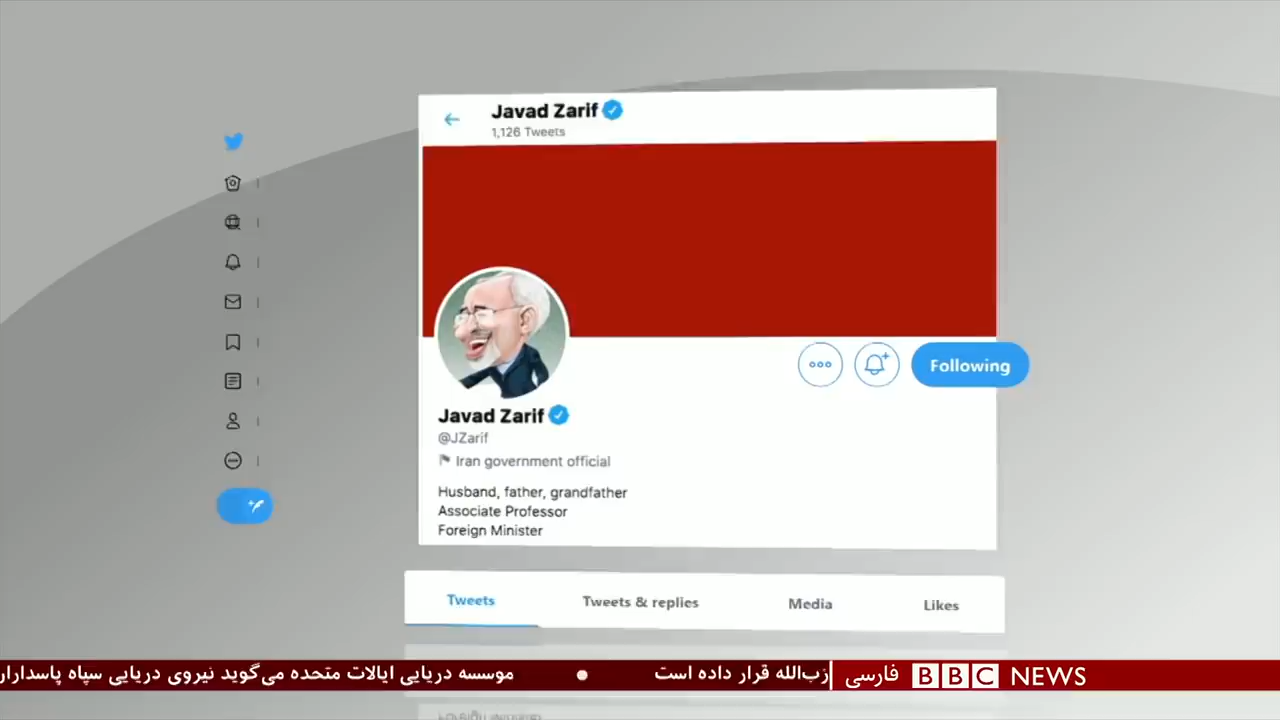 Javad Zarif
1,126 Tweets
Following
Javad Zarif
@JZarif
Iran government official
Husband, father, grandfather
Associate Professor
Foreign Minister
Tweets
Tweets & replies
Media
Likes
قرار داده است • موسسه دریایی ایالات متحده می‌گوید نیروی دریایی سپاه
BBC NEWS فارسی